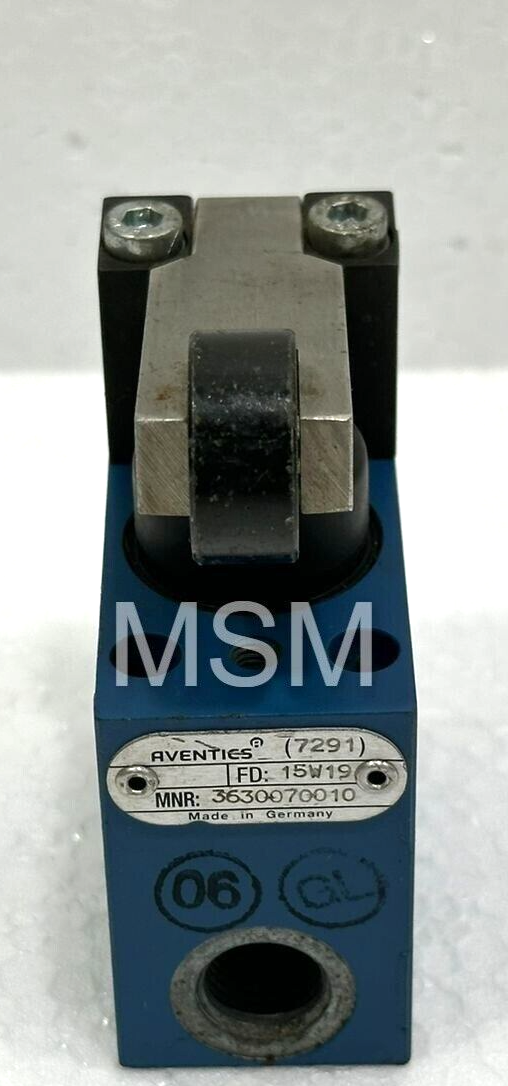 MSM
AVENTICS® (7291)
FD: 15W19
MNR: 3630070010
Made in Germany
06 GL